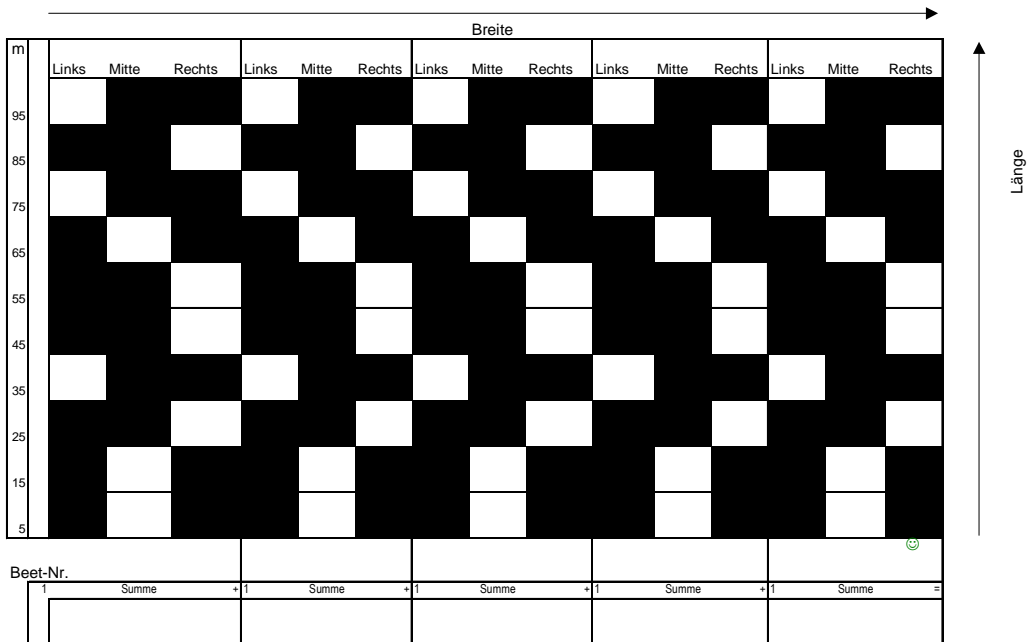 Breite
m
Links Mitte Rechts Links Mitte Rechts Links Mitte Rechts Links Mitte Rechts Links Mitte Rechts
95
85
75
65
55
45
35
25
15
5
Länge
Beet-Nr.
1 Summe + 1 Summe + 1 Summe + 1 Summe + 1 Summe =